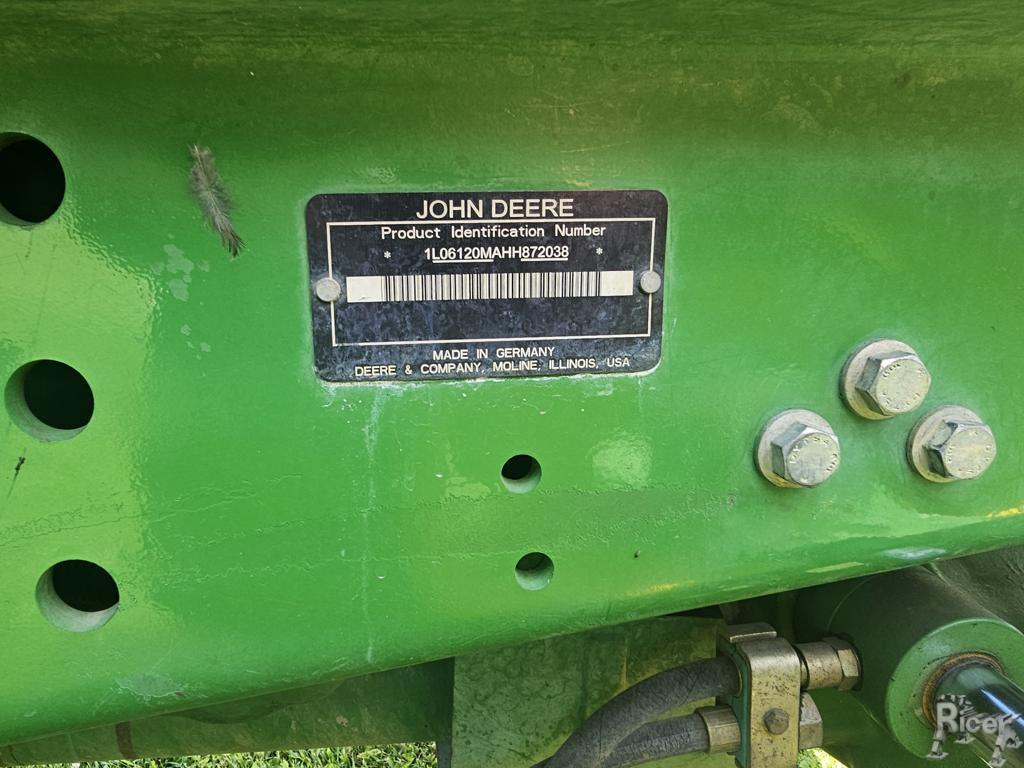 JOHN DEERE
Product Identification Number
* 1L06120MAHH872038 *
MADE IN GERMANY
DEERE & COMPANY, MOLINE, ILLINOIS, USA
Ricer